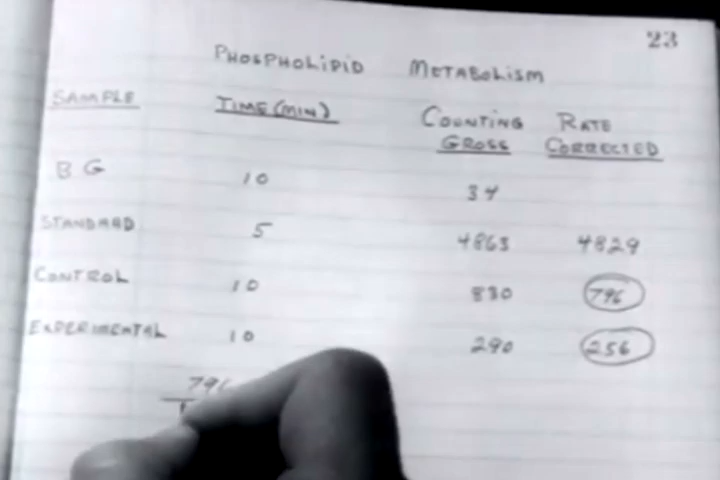 23
PHOSPHOLIPID METABOLISM
SAMPLE TIME (MIN) COUNTING RATE
GROSS CORRECTED
BG 10 34
STANDARD 5 4863 4829
CONTROL 10 830 796
EXPERIMENTAL 10 290 256
796